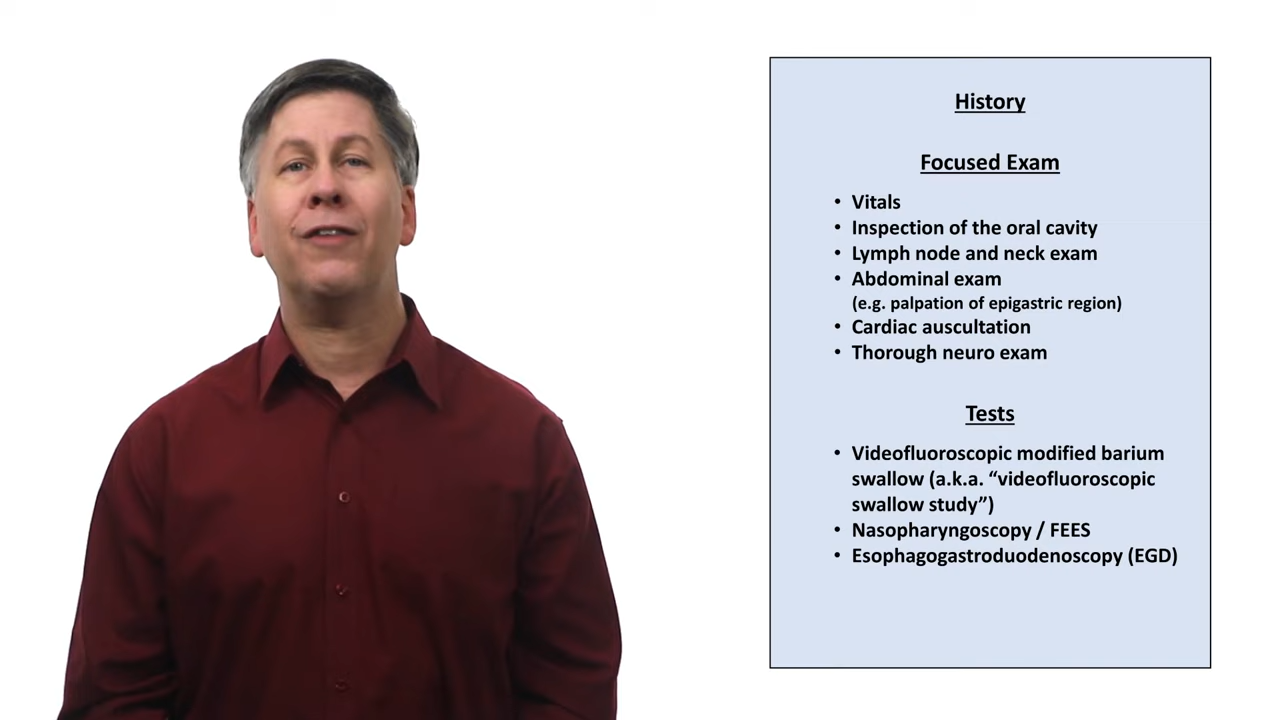 History
Focused Exam
• Vitals
• Inspection of the oral cavity
• Lymph node and neck exam
• Abdominal exam
(e.g. palpation of epigastric region)
• Cardiac auscultation
• Thorough neuro exam
Tests
• Videofluoroscopic modified barium
swallow (a.k.a. “videofluoroscopic
swallow study”)
• Nasopharyngoscopy / FEES
• Esophagogastroduodenoscopy (EGD)